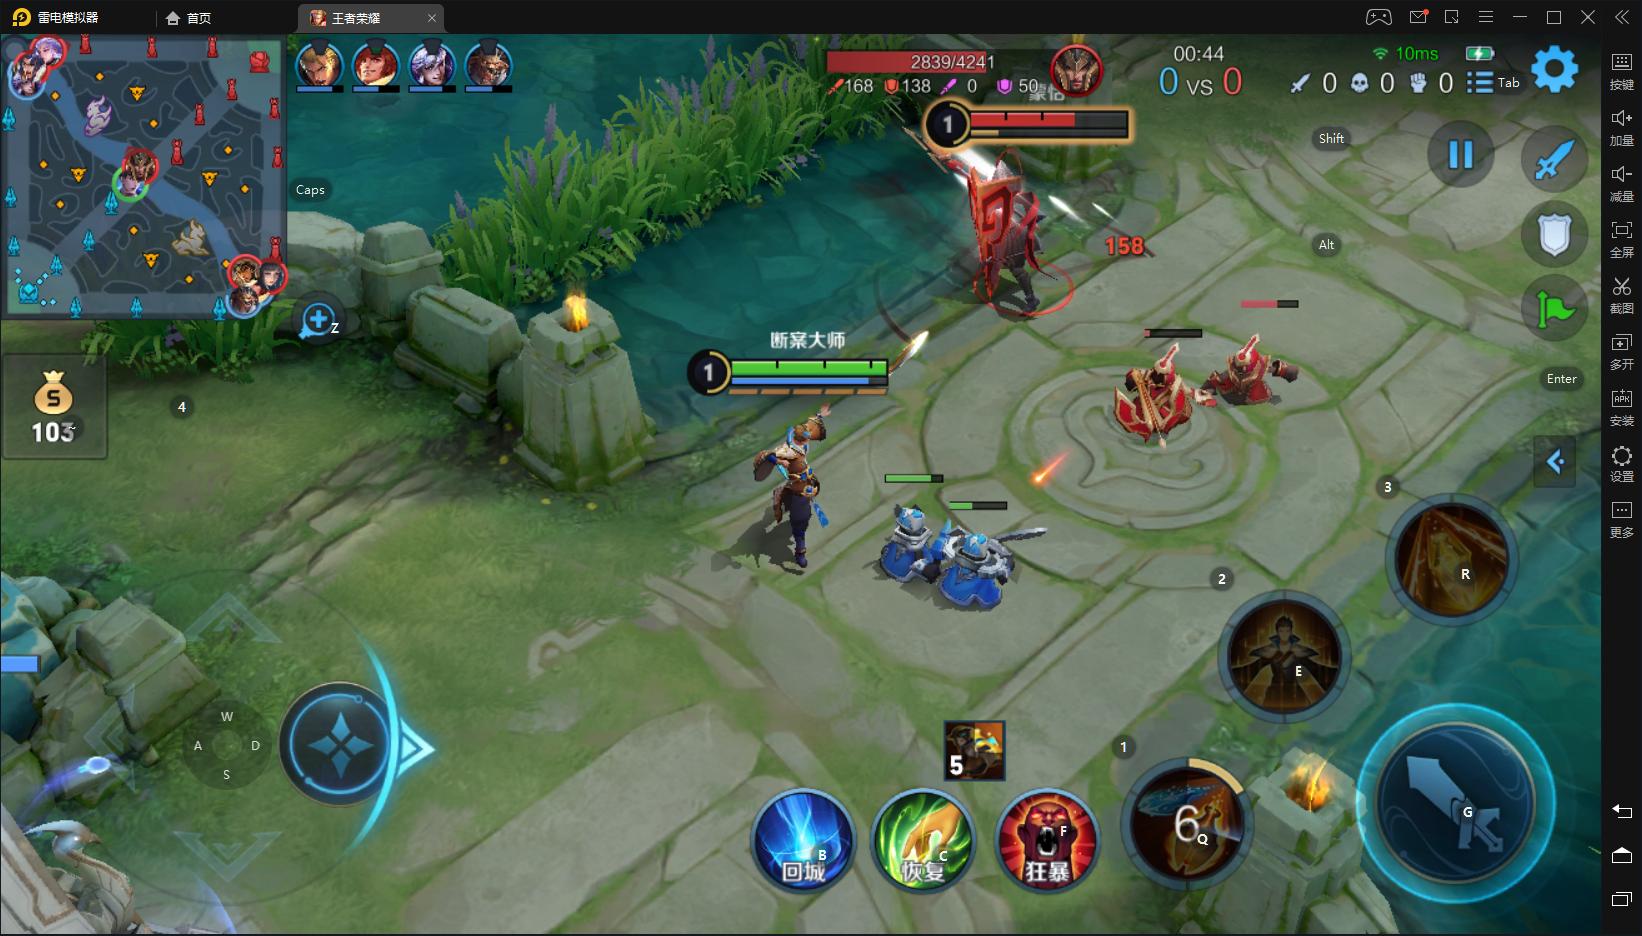 雷电模拟器
首页
王者荣耀
2839/4241
168 138 0 50
蒙恬
1
00:44
0 VS 0
10ms
0 0 0
Tab
Shift
Caps
Alt
158
Z
断案大师
1
Enter
S
103
4
3
R
2
E
W
A D
S
5
1
6
Q
G
B
回城
C
恢复
F
狂暴
按键
加量
减量
全屏
截图
多开
APK
安装
设置
更多